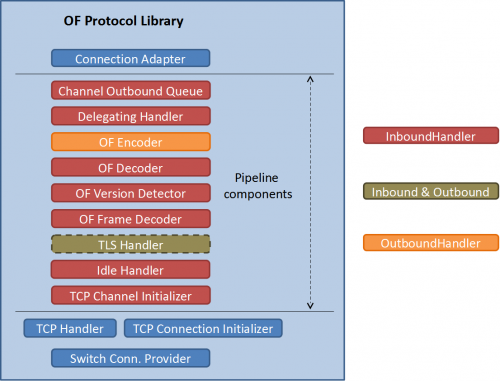 OF Protocol Library
Connection Adapter
Channel Outbound Queue
Delegating Handler
OF Encoder
OF Decoder
OF Version Detector
OF Frame Decoder
TLS Handler
Idle Handler
TCP Channel Initializer
Pipeline
components
TCP Handler
TCP Connection Initializer
Switch Conn. Provider
InboundHandler
Inbound & Outbound
OutboundHandler